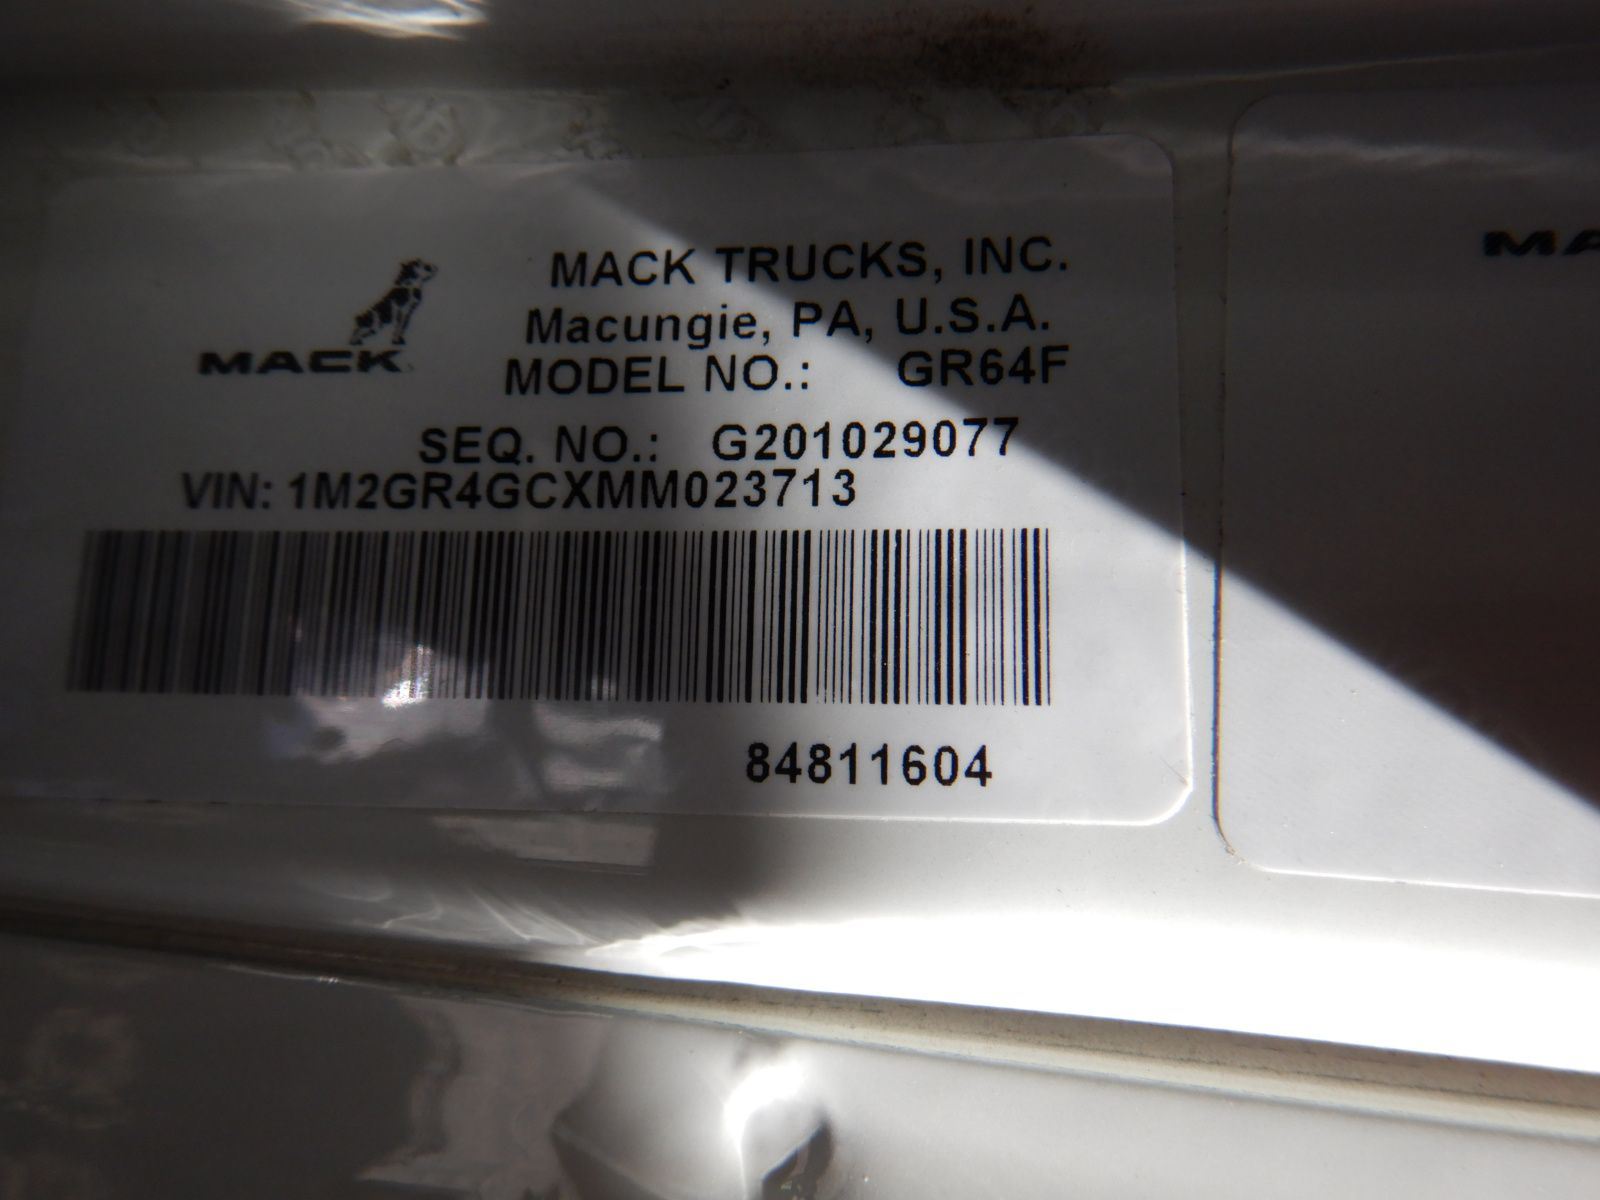 MACK TRUCKS, INC.
Macungie, PA, U.S.A.
MACK
MODEL NO.: GR64F
SEQ. NO.: G201029077
VIN: 1M2GR4GCXMM023713
84811604